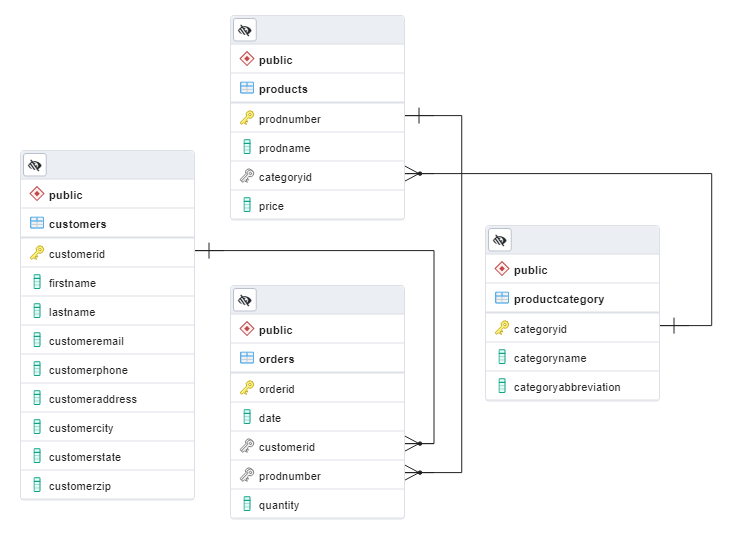 public
products
prodnumber
prodname
categoryid
price
public
customers
customerid
firstname
lastname
customeremail
customerphone
customeraddress
customercity
customerstate
customerzip
public
orders
orderid
date
customerid
prodnumber
quantity
public
productcategory
categoryid
categoryname
categoryabbreviation